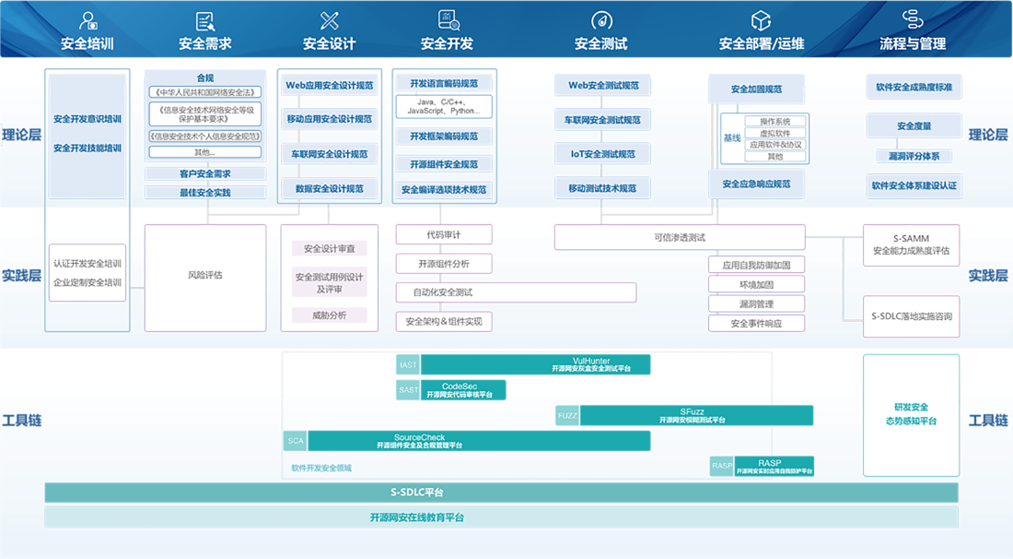 安全培训
安全需求
安全设计
安全开发
安全测试
安全部署/运维
流程与管理
理论层
安全开发意识培训
安全开发技能培训
合规
《中华人民共和国网络安全法》
《信息安全技术网络安全等级
保护基本要求》
《信息安全技术个人信息安全规范》
其他...
客户安全需求
最佳安全实践
Web应用安全设计规范
移动应用安全设计规范
车联网安全设计规范
数据安全设计规范
开发语言编码规范
Java、C/C++、
JavaScript、Python...
开发框架编码规范
开源组件安全规范
安全编译选项技术规范
Web安全测试规范
车联网安全测试规范
IoT安全测试规范
移动测试技术规范
安全加固规范
基线
操作系统
虚拟软件
应用软件&协议
其他
安全应急响应规范
软件安全成熟度标准
安全度量
漏洞评分体系
软件安全体系建设认证
理论层
实践层
认证开发安全培训
企业定制安全培训
风险评估
安全设计审查
安全测试用例设计
及评审
威胁分析
代码审计
开源组件分析
自动化安全测试
安全架构&组件实现
可信渗透测试
应用自我防御加固
环境加固
漏洞管理
安全事件响应
S-SAMM
安全能力成熟度评估
S-SDLC落地实施咨询
实践层
工具链
IAST
VulHunter
开源网安灰盒安全测试平台
SAST
CodeSec
开源网安代码审核平台
FUZZ
SFuzz
开源网安模糊测试平台
SCA
SourceCheck
开源组件安全及合规管理平台
RASP
RASP
开源网安实时应用自我防护平台
软件开发安全领域
研发安全
态势感知平台
工具链
S-SDLC平台
开源网安在线教育平台